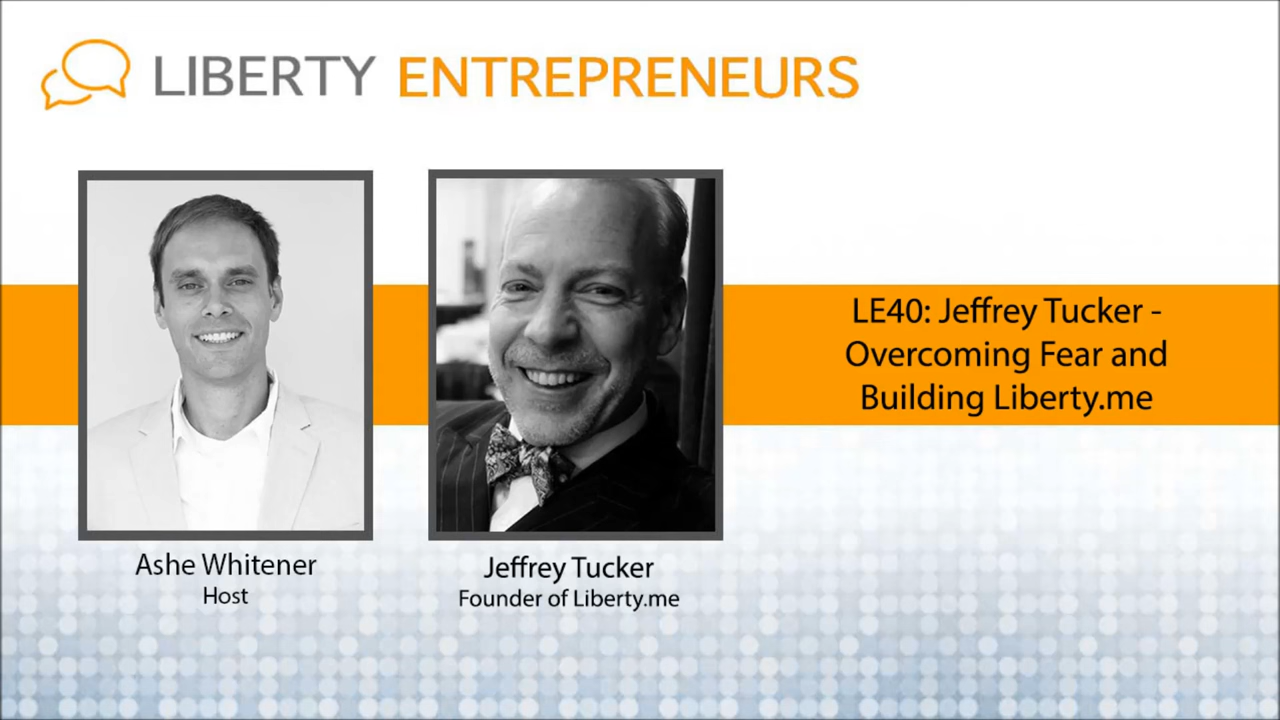 LIBERTY ENTREPRENEURS
LE40: Jeffrey Tucker -
Overcoming Fear and
Building Liberty.me
Ashe Whitener
Host
Jeffrey Tucker
Founder of Liberty.me